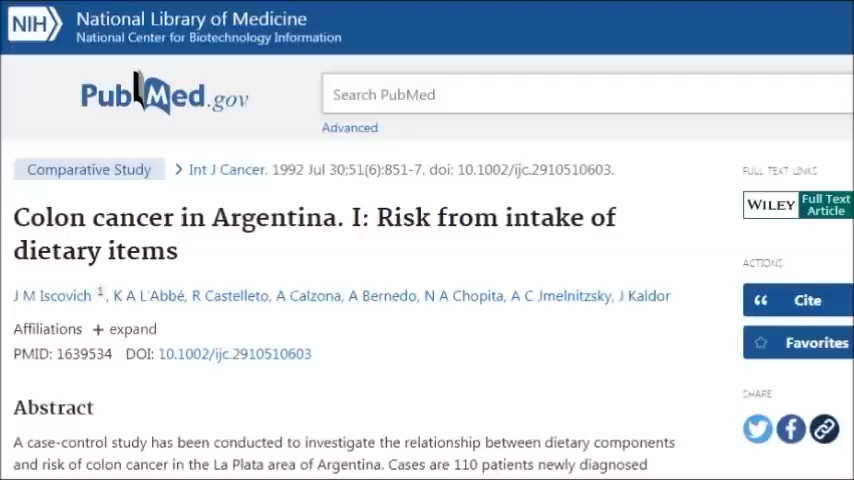 NIH
National Library of Medicine
National Center for Biotechnology Information
PubMed.gov
Search PubMed
Advanced
Comparative Study
Int J Cancer. 1992 Jul 30:51(6):851-7. doi: 10.1002/ijc.2910510603.
Colon cancer in Argentina. I: Risk from intake of
dietary items
J M Iscovich 1, K A L'Abbé, R Castelleto, A Calzona, A Bernedo, N A Chopita, A C Jmelnitzsky, J Kaldor
Affiliations + expand
PMID: 1639534 DOI: 10.1002/ijc.2910510603
Abstract
A case-control study has been conducted to investigate the relationship between dietary components
and risk of colon cancer in the La Plata area of Argentina. Cases are 110 patients newly diagnosed
FULL TEXT LINKS
WILEY Full Text
Article
ACTIONS
Cite
Favorites
SHARE